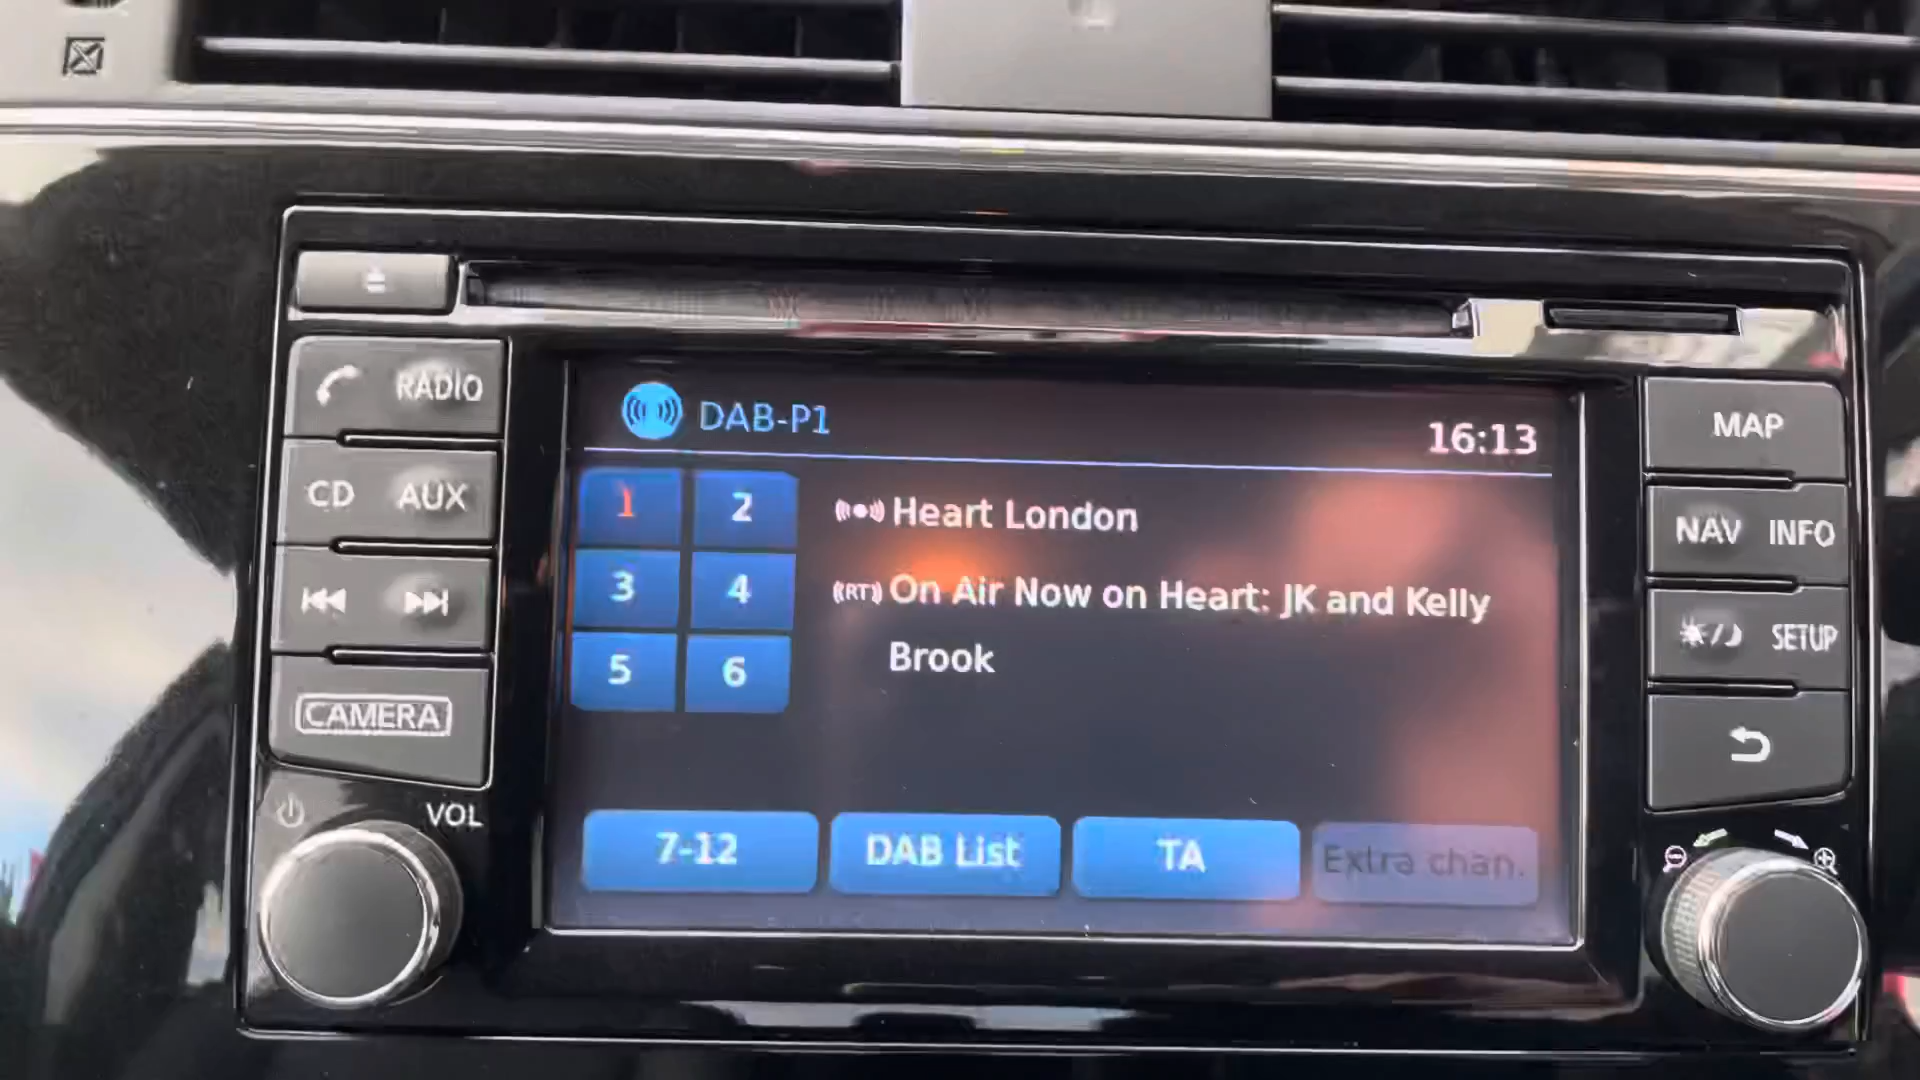 RADIO
CD AUX
CAMERA
VOL
DAB-P1
16:13
1 2
3 4
5 6
Heart London
RT On Air Now on Heart: JK and Kelly
Brook
7-12 DAB List TA Extra chan.
MAP
NAV INFO
SETUP